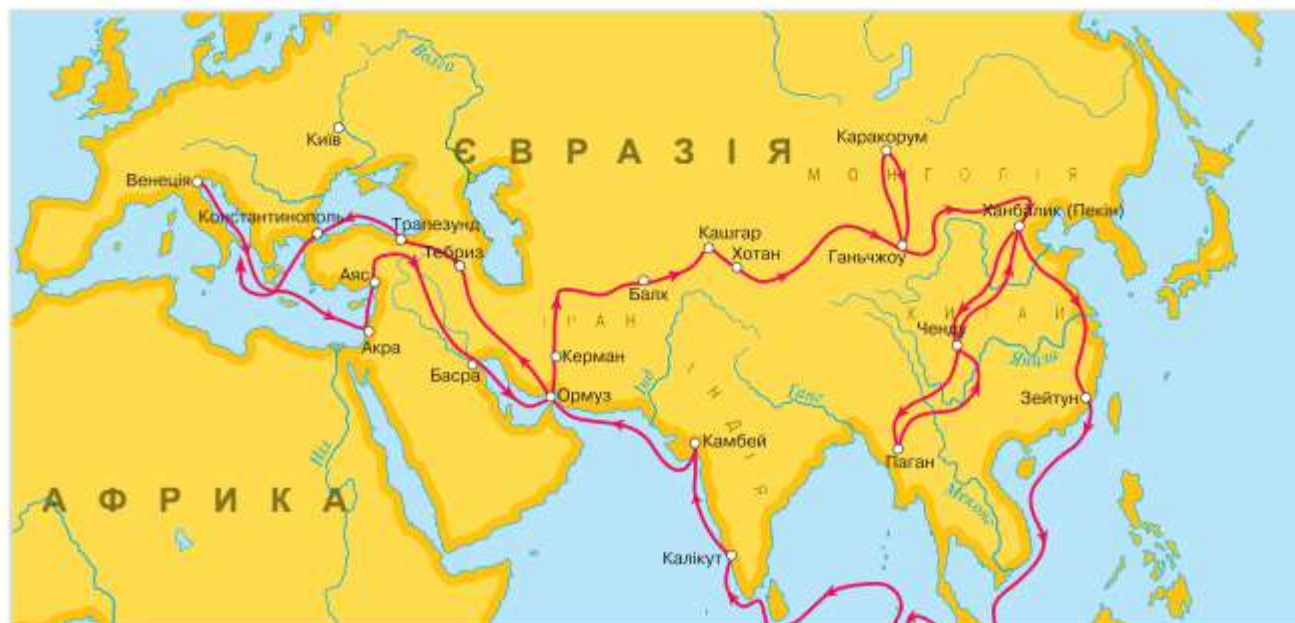 Волга
Київ
ЄВРАЗІЯ
Каракорум
МОНГОЛІЯ
Венеція
Константинополь
Трапезунд
Тебриз
Аяс
Акра
Кашгар
Хотан
Ганьчжоу
Ханбалик (Пекін)
Балх
ІРАН
КИТАЙ
Ченду
Янцзи
Керман
Басра
Ормуз
Інд
ІНДІЯ
Ганг
Зейтун
Ніл
Камбей
Паган
АФРИКА
Меконг
Калікут